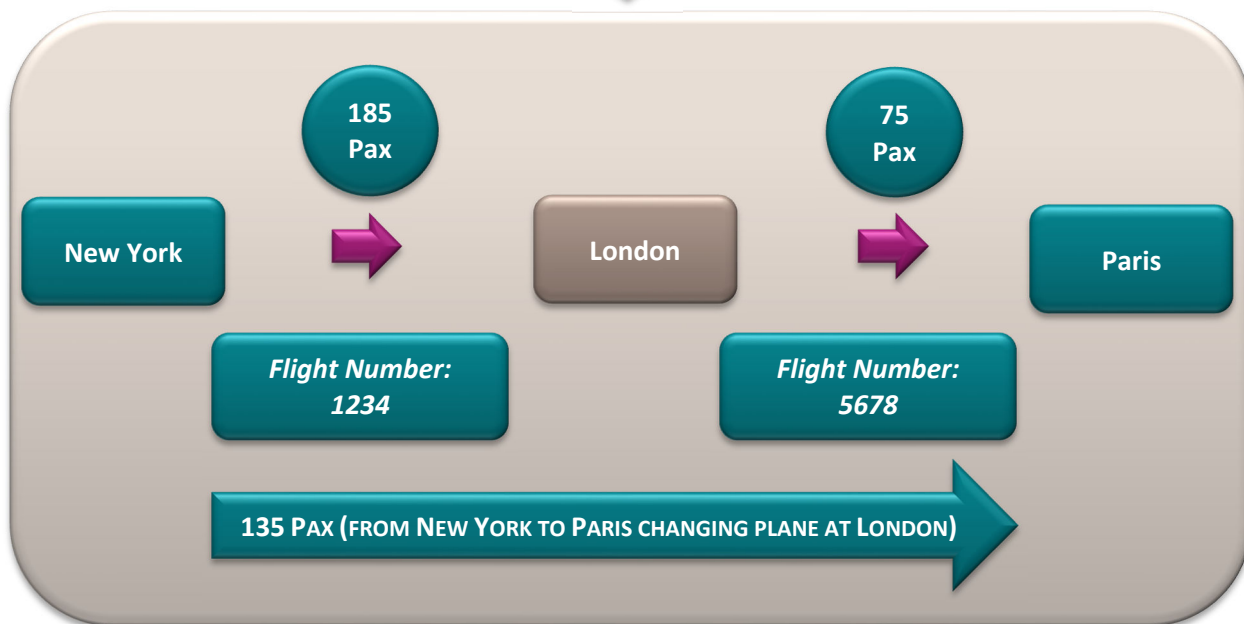 185
Pax
75
Pax
New York
London
Paris
Flight Number:
1234
Flight Number:
5678
135 PAX (FROM NEW YORK TO PARIS CHANGING PLANE AT LONDON)